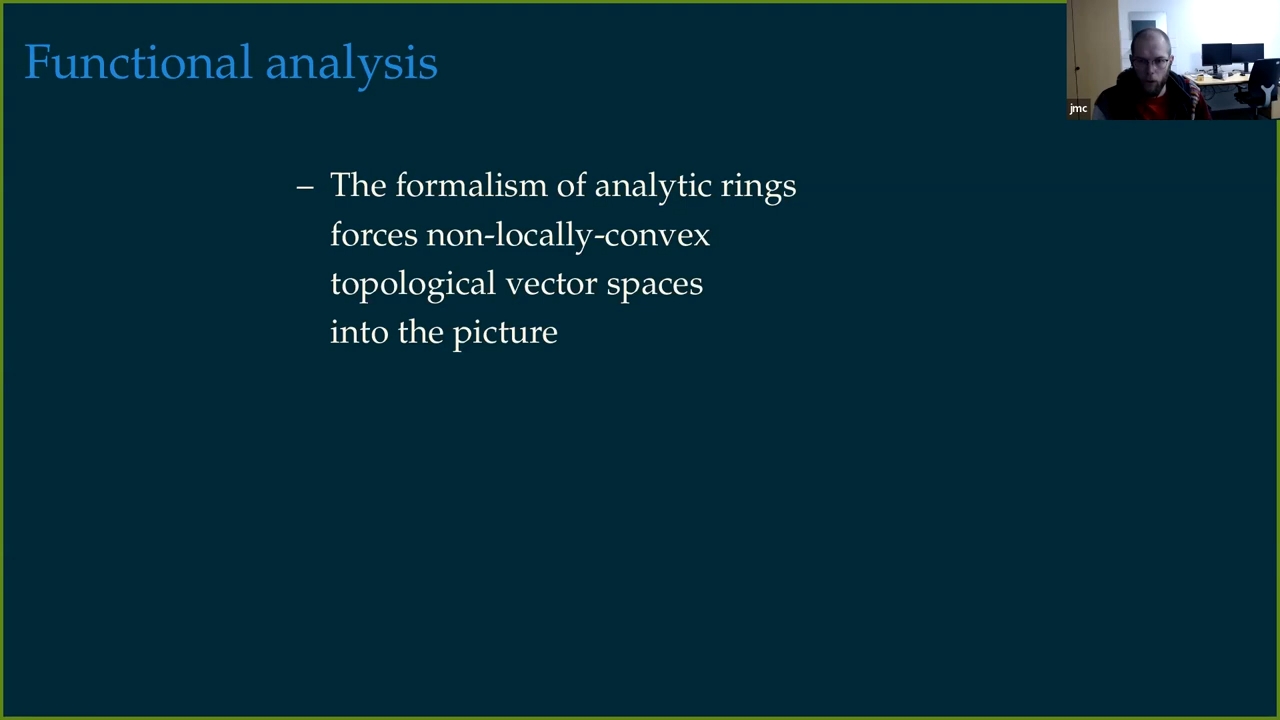 Functional analysis
jmc
– The formalism of analytic rings
forces non-locally-convex
topological vector spaces
into the picture